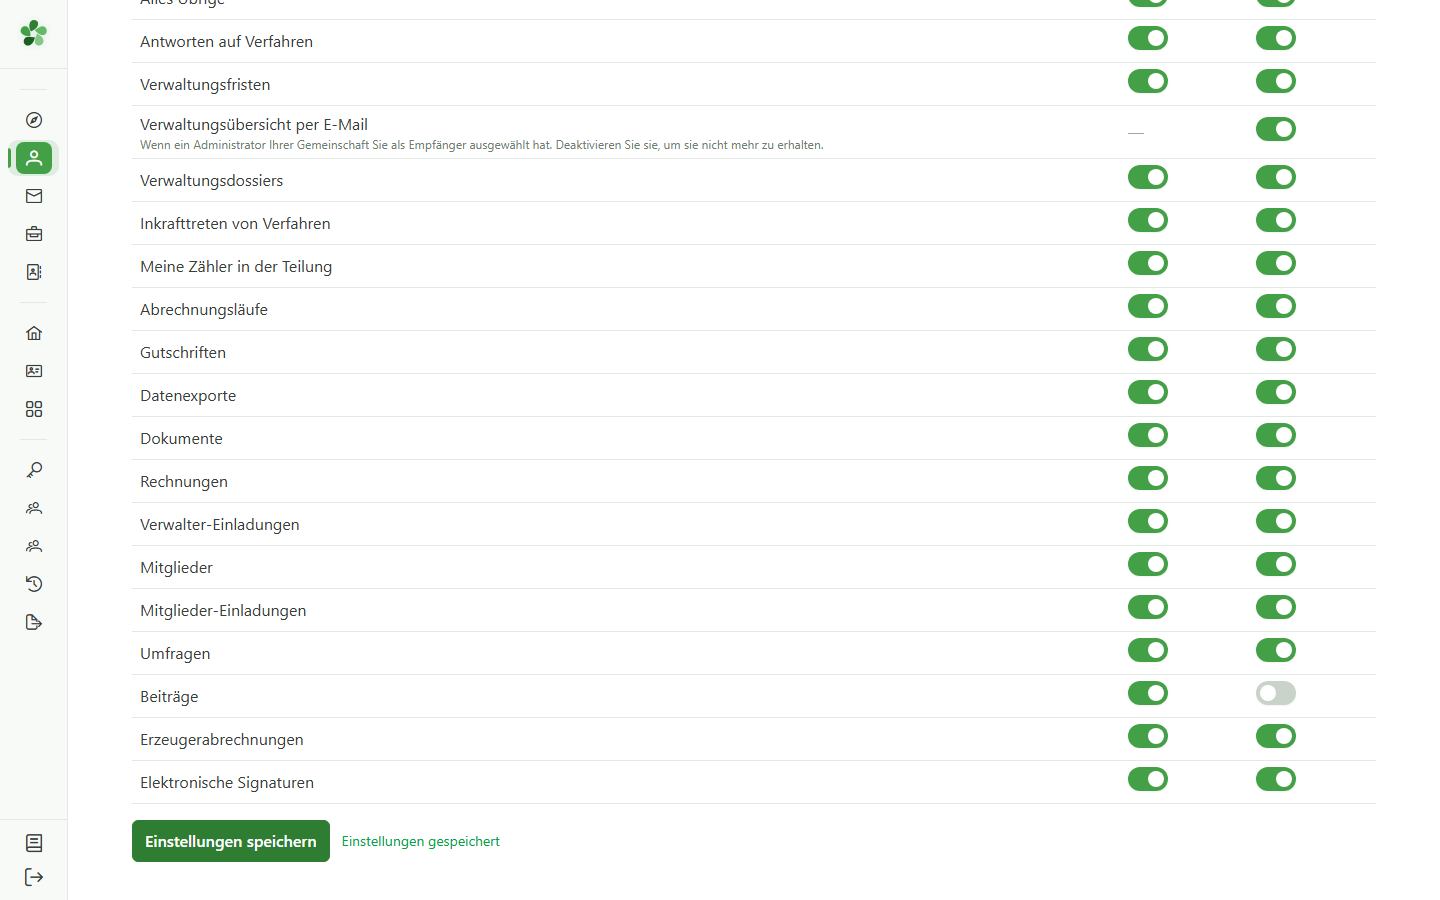 Alles Übrige
Antworten auf Verfahren
Verwaltungsfristen
Verwaltungsübersicht per E-Mail
—
Wenn ein Administrator Ihrer Gemeinschaft Sie als Empfänger ausgewählt hat. Deaktivieren Sie sie, um sie nicht mehr zu erhalten.
Verwaltungsdossiers
Inkrafttreten von Verfahren
Meine Zähler in der Teilung
Abrechnungsläufe
Gutschriften
Datenexporte
Dokumente
Rechnungen
Verwalter-Einladungen
Mitglieder
Mitglieder-Einladungen
Umfragen
Beiträge
Erzeugerabrechnungen
Elektronische Signaturen
Einstellungen speichern
Einstellungen gespeichert